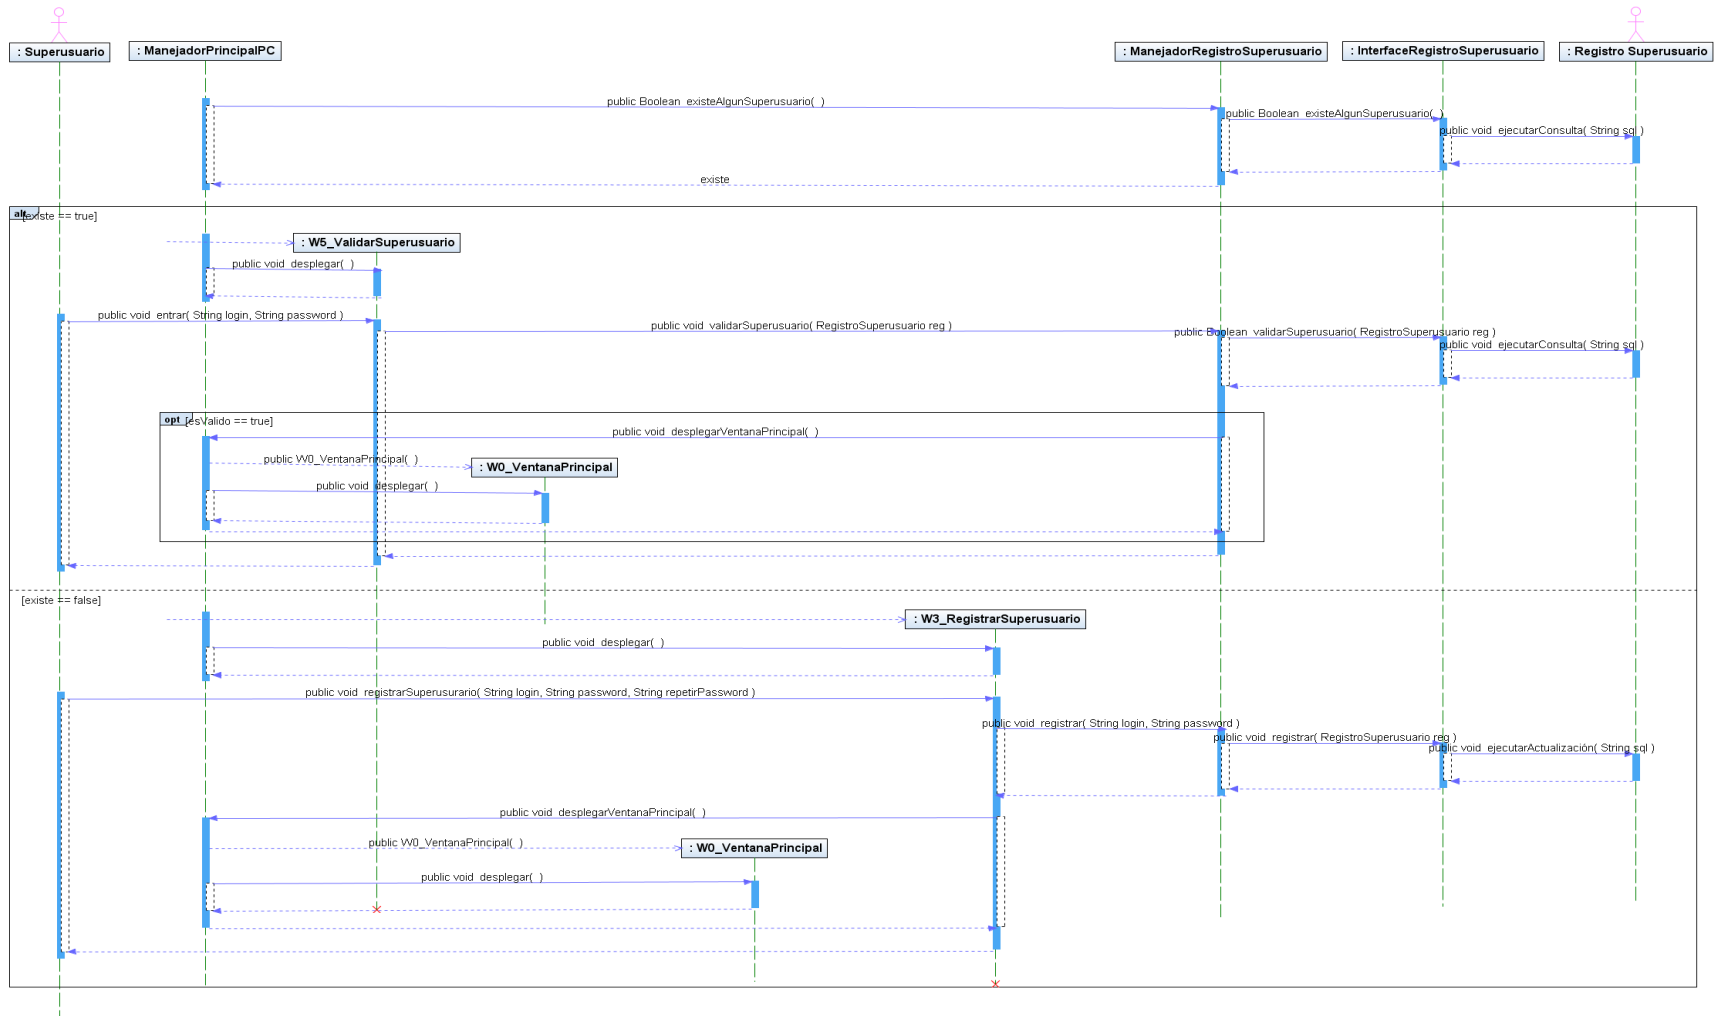 : Superusuario
: ManejadorPrincipalPC
: ManejadorRegistroSuperusuario
: InterfaceRegistroSuperusuario
: Registro Superusuario
public Boolean existeAlgunSuperusuario( )
public Boolean existeAlgunSuperusuario( )
public void ejecutarConsulta( String sql )
existe
alt
[existe == true]
: W5_ValidarSuperusuario
public void desplegar( )
public void entrar( String login, String password )
public void validarSuperusuario( RegistroSuperusuario reg )
public Boolean validarSuperusuario( RegistroSuperusuario reg )
public void ejecutarConsulta( String sql )
opt
[esValido == true]
public void desplegarVentanaPrincipal( )
public W0_VentanaPrincipal( )
: W0_VentanaPrincipal
public void desplegar( )
[existe == false]
: W3_RegistrarSuperusuario
public void desplegar( )
public void registrarSuperusurario( String login, String password, String repetirPassword )
public void registrar( String login, String password )
public void registrar( RegistroSuperusuario reg )
public void ejecutarActualización( String sql )
public void desplegarVentanaPrincipal( )
public W0_VentanaPrincipal( )
: W0_VentanaPrincipal
public void desplegar( )